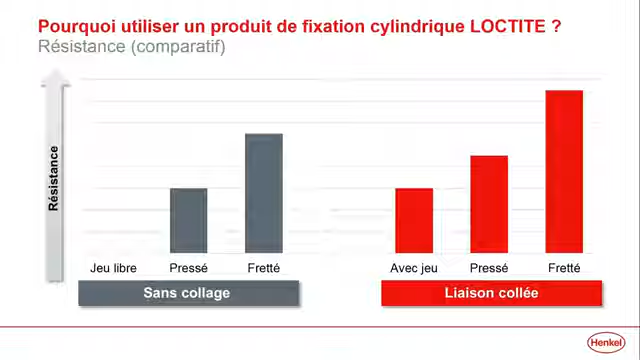 Pourquoi utiliser un produit de fixation cylindrique LOCTITE ?
Résistance (comparatif)
Résistance
Jeu libre Pressé Fretté Avec jeu Pressé Fretté
Sans collage Liaison collée
Henkel